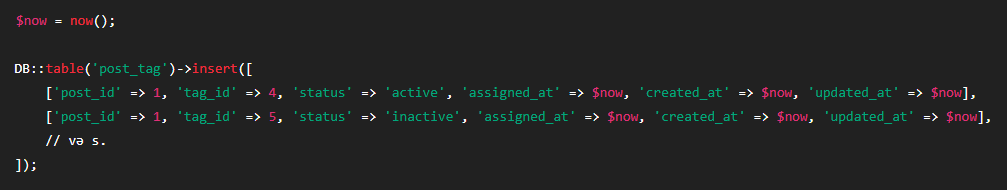 $now = now();
DB::table('post_tag')->insert([
['post_id' => 1, 'tag_id' => 4, 'status' => 'active', 'assigned_at' => $now, 'created_at' => $now, 'updated_at' => $now],
['post_id' => 1, 'tag_id' => 5, 'status' => 'inactive', 'assigned_at' => $now, 'created_at' => $now, 'updated_at' => $now],
// və s.
]);